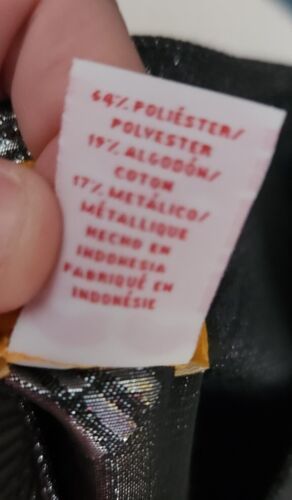 64% POLIÉSTER/
POLYESTER
19% ALGODÓN/
COTON
17% METÁLICO/
MÉTALLIQUE
HECHO EN
INDONESIA
FABRIQUÉ EN
INDONÉSIE